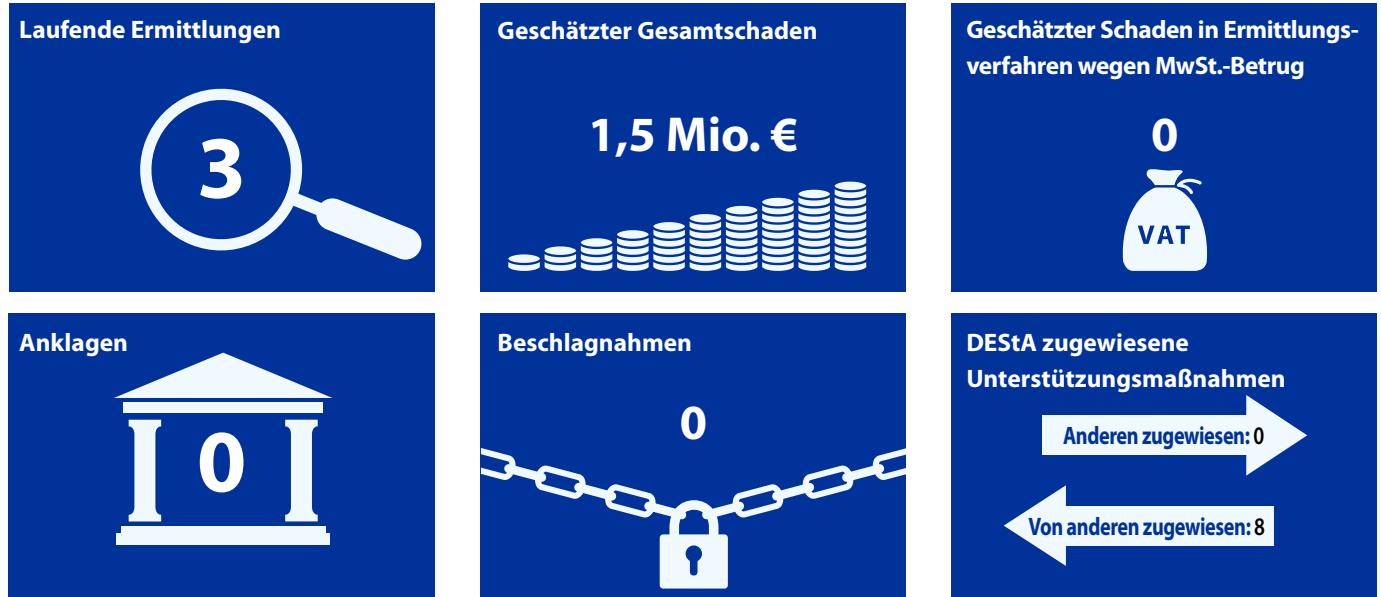 Laufende Ermittlungen
3
Geschätzter Gesamtschaden
1,5 Mio. €
Geschätzter Schaden in Ermittlungs-
verfahren wegen MwSt.-Betrug
0
VAT
Anklagen
0
Beschlagnahmen
0
DEStA zugewiesene
Unterstützungsmaßnahmen
Anderen zugewiesen: 0
Von anderen zugewiesen: 8